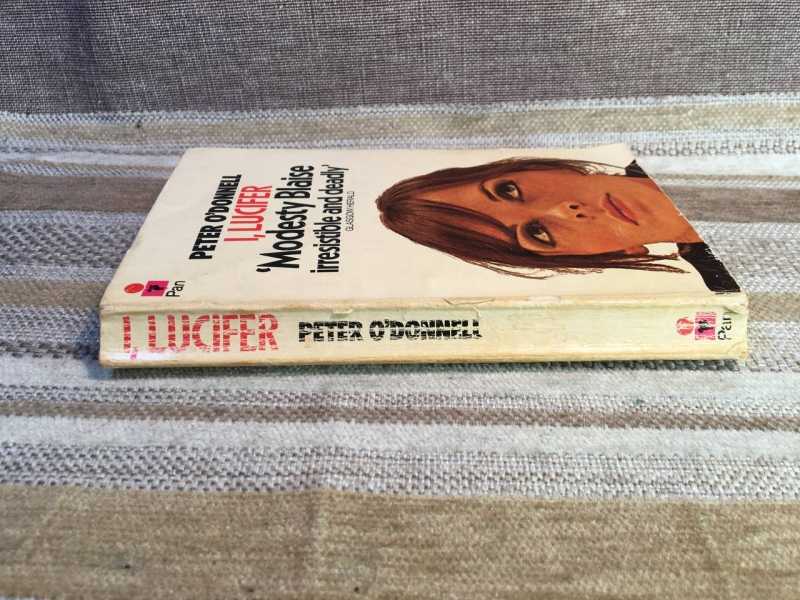 PETER O'DONNELL
I, LUCIFER
'Modesty Blaise
irresistible and deadly'
GLASGOW HERALD
Pan
I, LUCIFER PETER O'DONNELL Pan